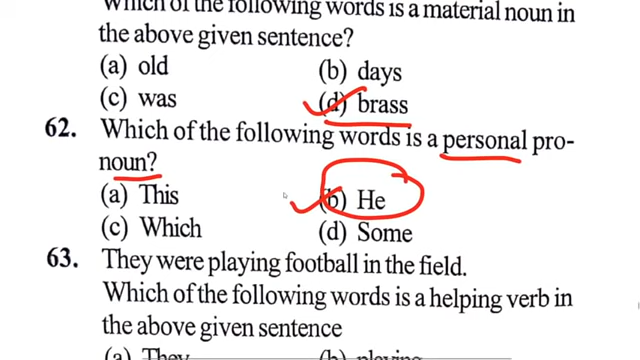 Which of the following words is a material noun in
the above given sentence?
(a) old (b) days
(c) was (d) brass
62. Which of the following words is a personal pro-
noun?
(a) This (b) He
(c) Which (d) Some
63. They were playing football in the field.
Which of the following words is a helping verb in
the above given sentence
(a) They (b) playing